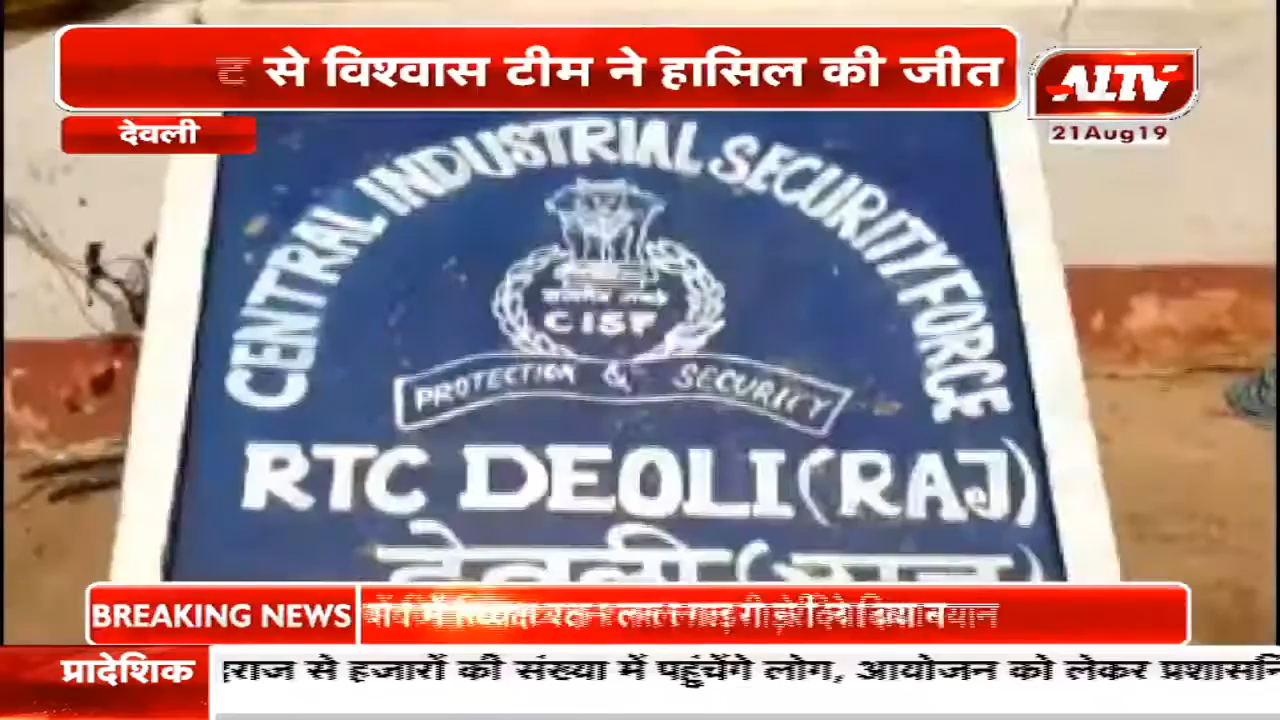 से विश्वास टीम ने हासिल की जीत
ALTV
21Aug19
देवली
CENTRAL INDUSTRIAL SECURITY FORCE
CISF
PROTECTION & SECURITY
RTC DEOLI (RAJ)
देवली (राज)
BREAKING NEWS
प्रादेशिक
से हजारों की संख्या में पहुंचेंगे लोग, आयोजन को लेकर